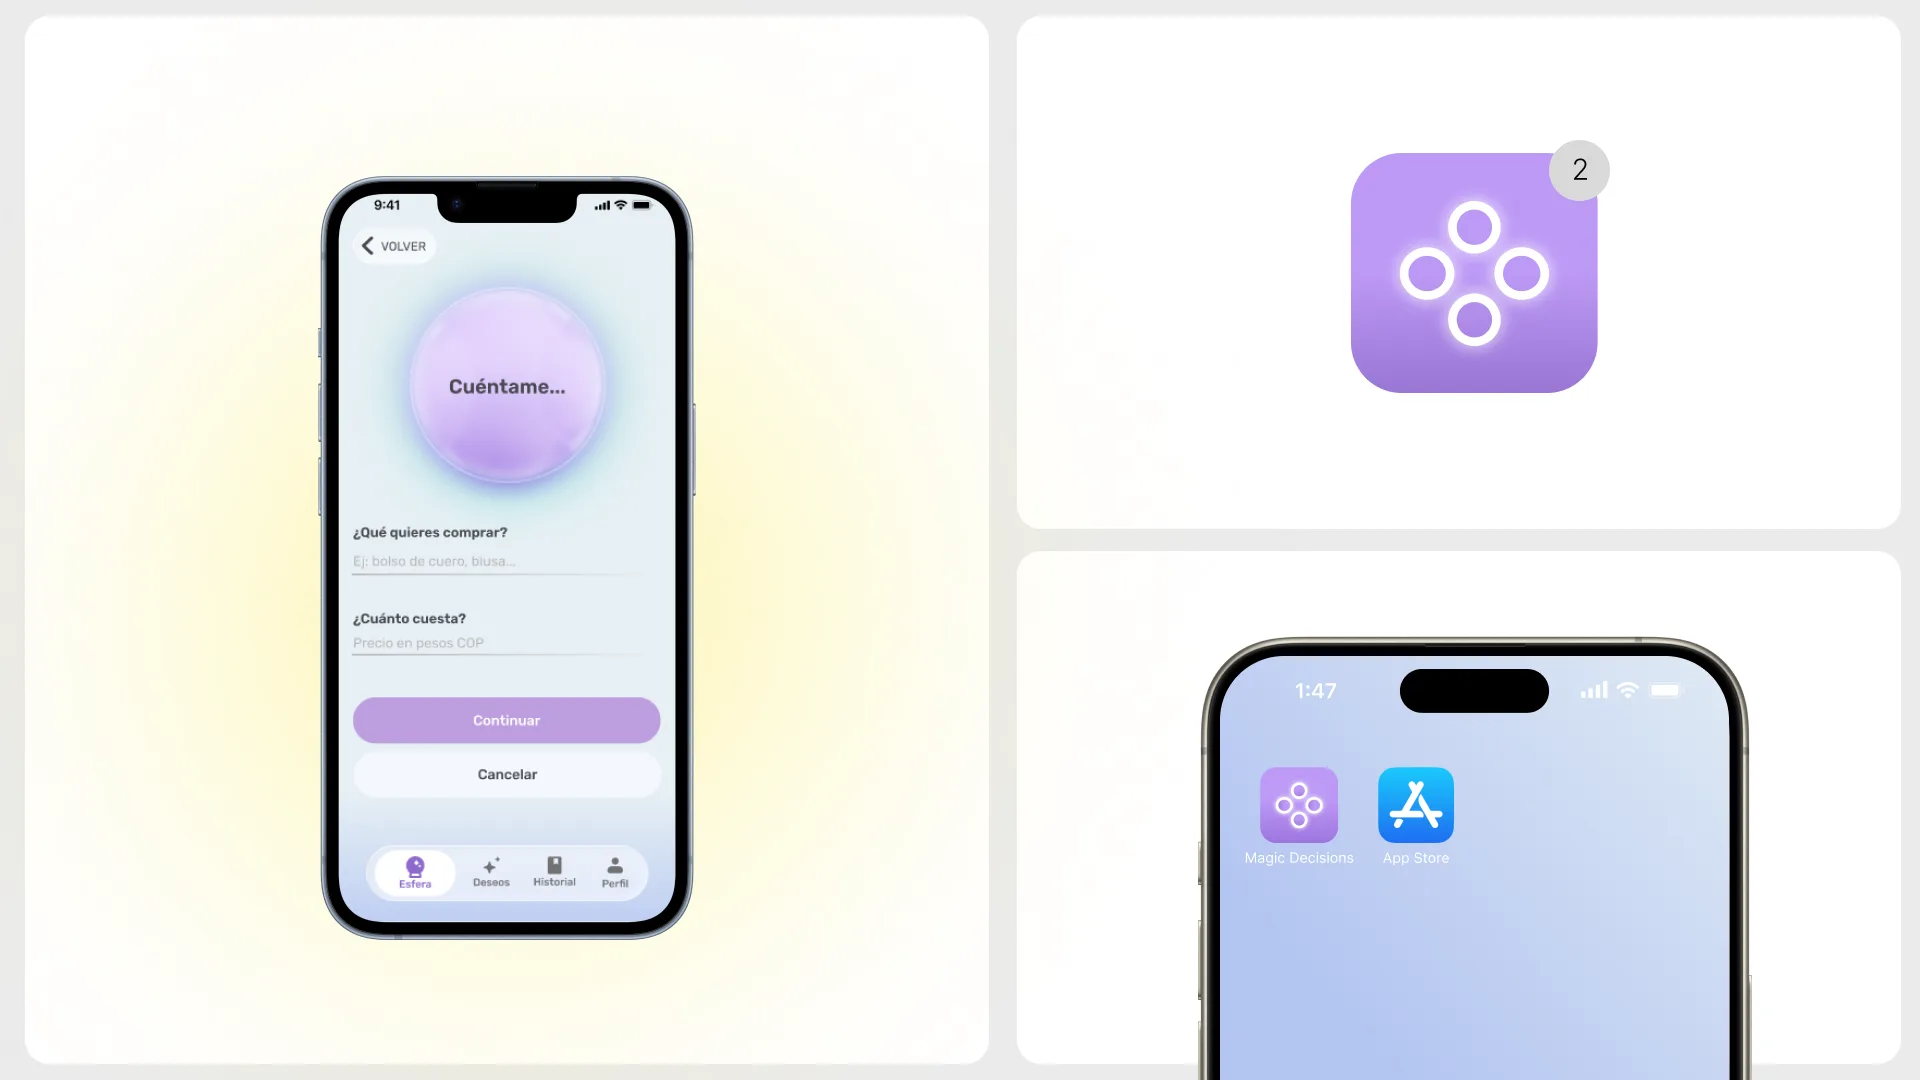 9:41
VOLVER
Cuéntame...
¿Qué quieres comprar?
Ej: bolso de cuero, blusa...
¿Cuánto cuesta?
Precio en pesos COP
Continuar
Cancelar
Esfera
Deseos
Historial
Perfil
2
1:47
Magic Decisions
App Store